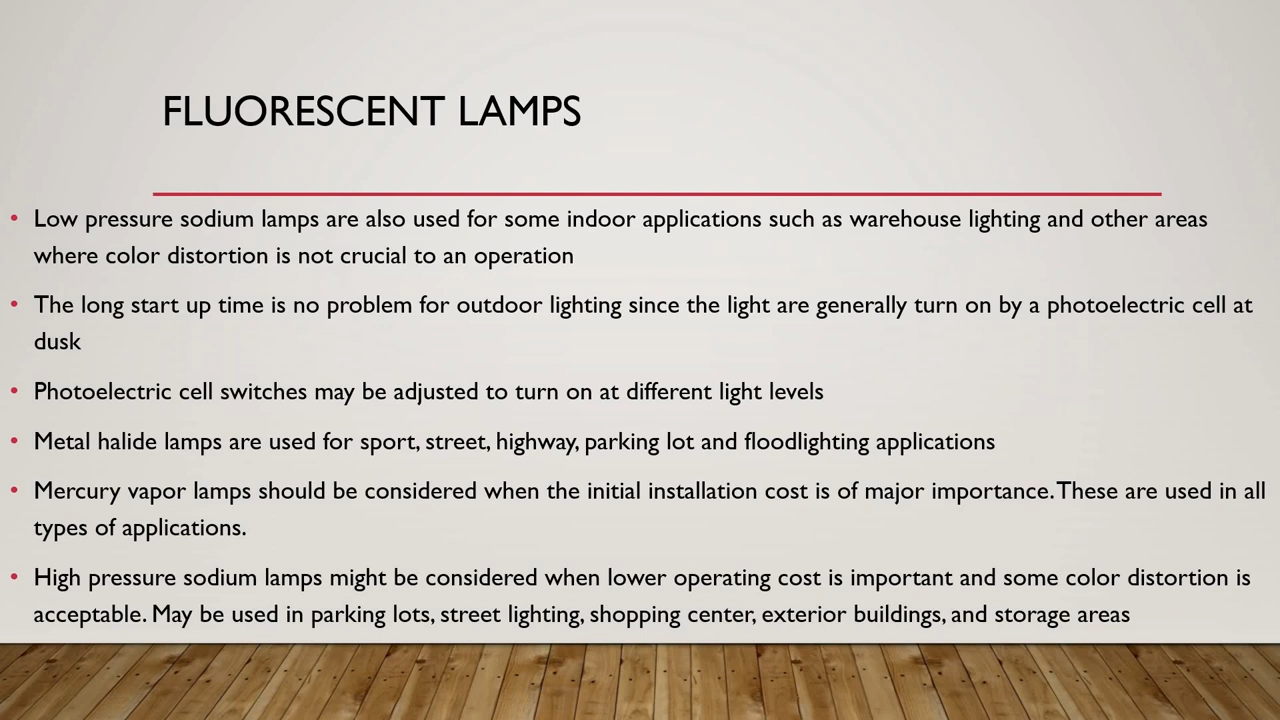 FLUORESCENT LAMPS
• Low pressure sodium lamps are also used for some indoor applications such as warehouse lighting and other areas
where color distortion is not crucial to an operation
• The long start up time is no problem for outdoor lighting since the light are generally turn on by a photoelectric cell at
dusk
• Photoelectric cell switches may be adjusted to turn on at different light levels
• Metal halide lamps are used for sport, street, highway, parking lot and floodlighting applications
• Mercury vapor lamps should be considered when the initial installation cost is of major importance. These are used in all
types of applications.
• High pressure sodium lamps might be considered when lower operating cost is important and some color distortion is
acceptable. May be used in parking lots, street lighting, shopping center, exterior buildings, and storage areas